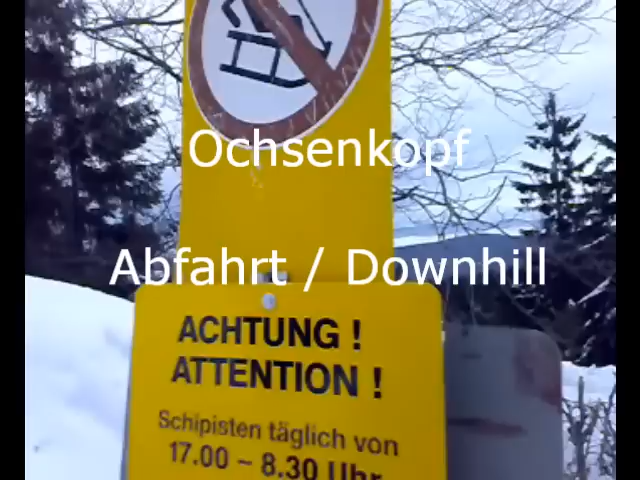 Ochsenkopf
Abfahrt / Downhill
ACHTUNG !
ATTENTION !
Schipisten täglich von
17.00 – 8.30 Uhr